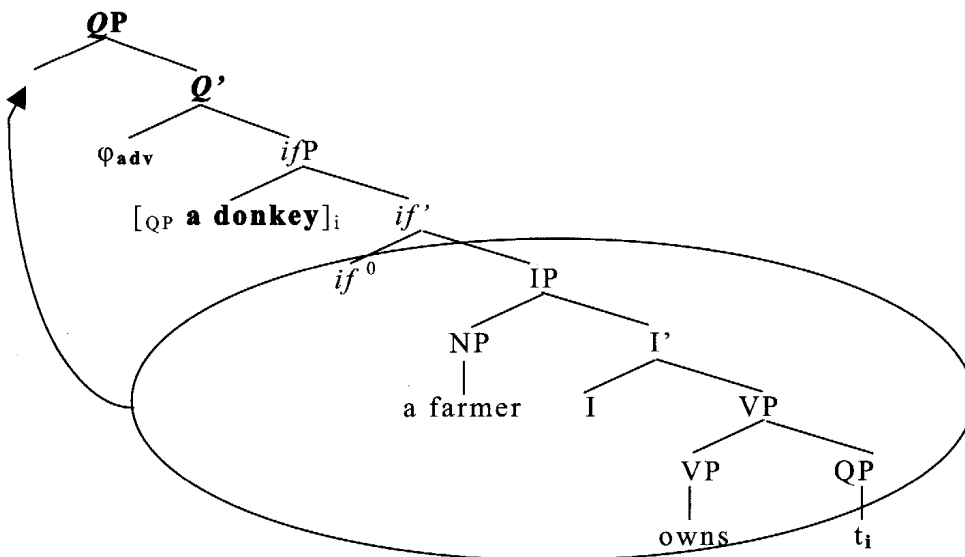 QP
Q’
φadv
ifP
[QP a donkey]i
if’
if⁰
IP
NP
I’
a farmer
I
VP
VP
QP
owns
ti